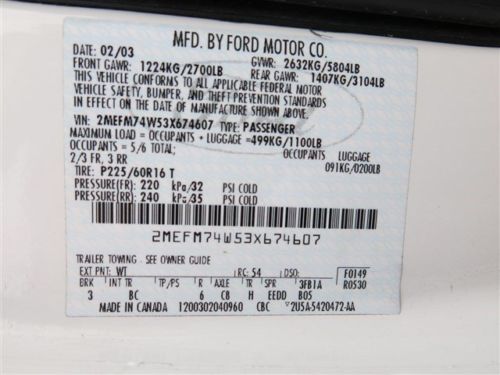 MFD. BY FORD MOTOR CO.
DATE: 02/03 GVWR: 2632KG/5804LB
FRONT GAWR: 1224KG/2700LB REAR GAWR: 1407KG/3104LB
THIS VEHICLE CONFORMS TO ALL APPLICABLE FEDERAL MOTOR
VEHICLE SAFETY, BUMPER, AND THEFT PREVENTION STANDARDS
IN EFFECT ON THE DATE OF MANUFACTURE SHOWN ABOVE.
VIN: 2MEFM74W53X674607 TYPE: PASSENGER
MAXIMUM LOAD = OCCUPANTS + LUGGAGE =499KG/1100LB
OCCUPANTS = 5/6 TOTAL; OCCUPANTS LUGGAGE
2/3 FR, 3 RR 091KG/0200LB
TIRE: P225/60R16 T
PRESSURE(FR) 220 kPa/32 PSI COLD
PRESSURE(RR) 240 kPa/35 PSI COLD
2MEFM74W53X674607
TRAILER TOWING - SEE OWNER GUIDE
EXT PNT: WT RC: 54 DSO: F0149
BRK INT TR TP/PS R AX TR SPR 3FB1A R0530
3 BC 6 C8 H EEDD B05
MADE IN CANADA 1200302040960 CBC 2U5A-5420472-AA